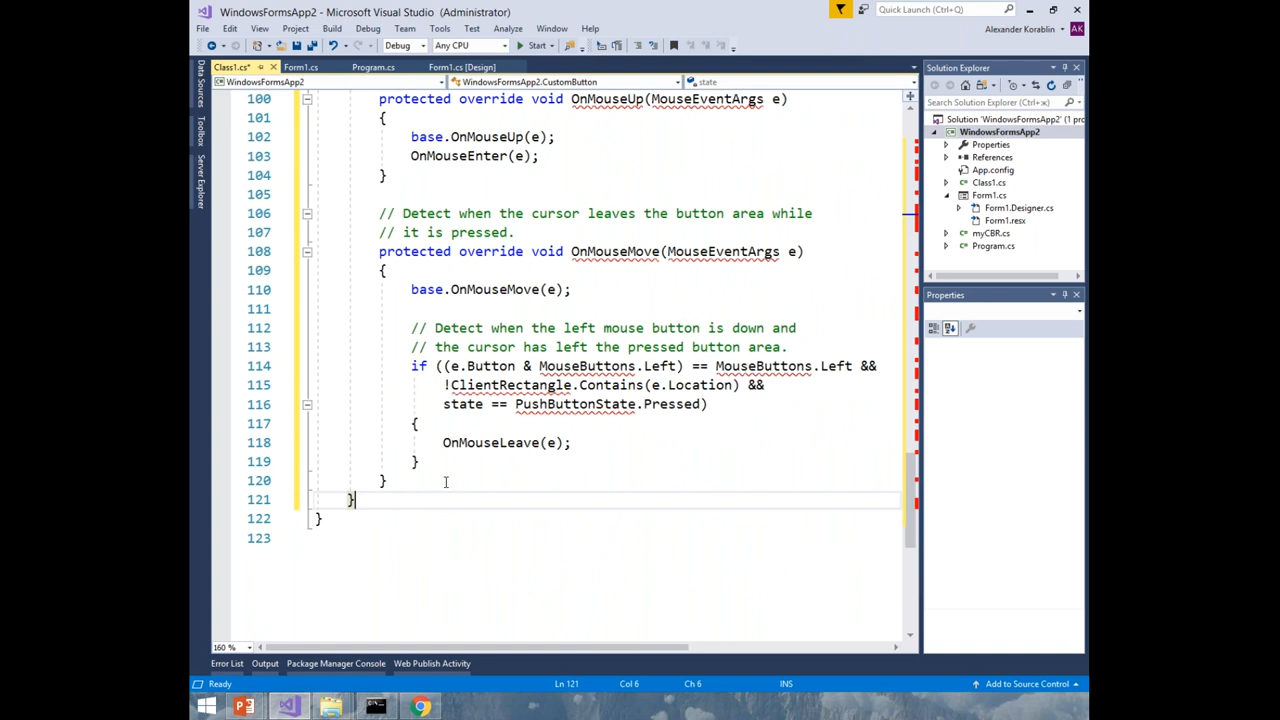 WindowsFormsApp2 - Microsoft Visual Studio (Administrator)
Quick Launch (Ctrl+Q)
File Edit View Project Build Debug Team Tools Test Analyze Window Help
Alexander Korablin AK
Debug Any CPU Start
Class1.cs* Form1.cs Program.cs Form1.cs [Design]
Solution Explorer
WindowsFormsApp2 WindowsFormsApp2.CustomButton state
Data Sources
Toolbox
Server Explorer
100 protected override void OnMouseUp(MouseEventArgs e)
101 {
102 base.OnMouseUp(e);
103 OnMouseEnter(e);
104 }
105
106 // Detect when the cursor leaves the button area while
107 // it is pressed.
108 protected override void OnMouseMove(MouseEventArgs e)
109 {
110 base.OnMouseMove(e);
111
112 // Detect when the left mouse button is down and
113 // the cursor has left the pressed button area.
114 if ((e.Button & MouseButtons.Left) == MouseButtons.Left &&
115 !ClientRectangle.Contains(e.Location) &&
116 state == PushButtonState.Pressed)
117 {
118 OnMouseLeave(e);
119 }
120 }
121 }
122 }
123
Search Solution Explorer (Ctrl+ж)
Solution 'WindowsFormsApp2' (1 pro
WindowsFormsApp2
Properties
References
App.config
Class1.cs
Form1.cs
Form1.Designer.cs
Form1.resx
myCBR.cs
Program.cs
Properties
160 %
Error List Output Package Manager Console Web Publish Activity
Ready Ln 121 Col 6 Ch 6 INS Add to Source Control